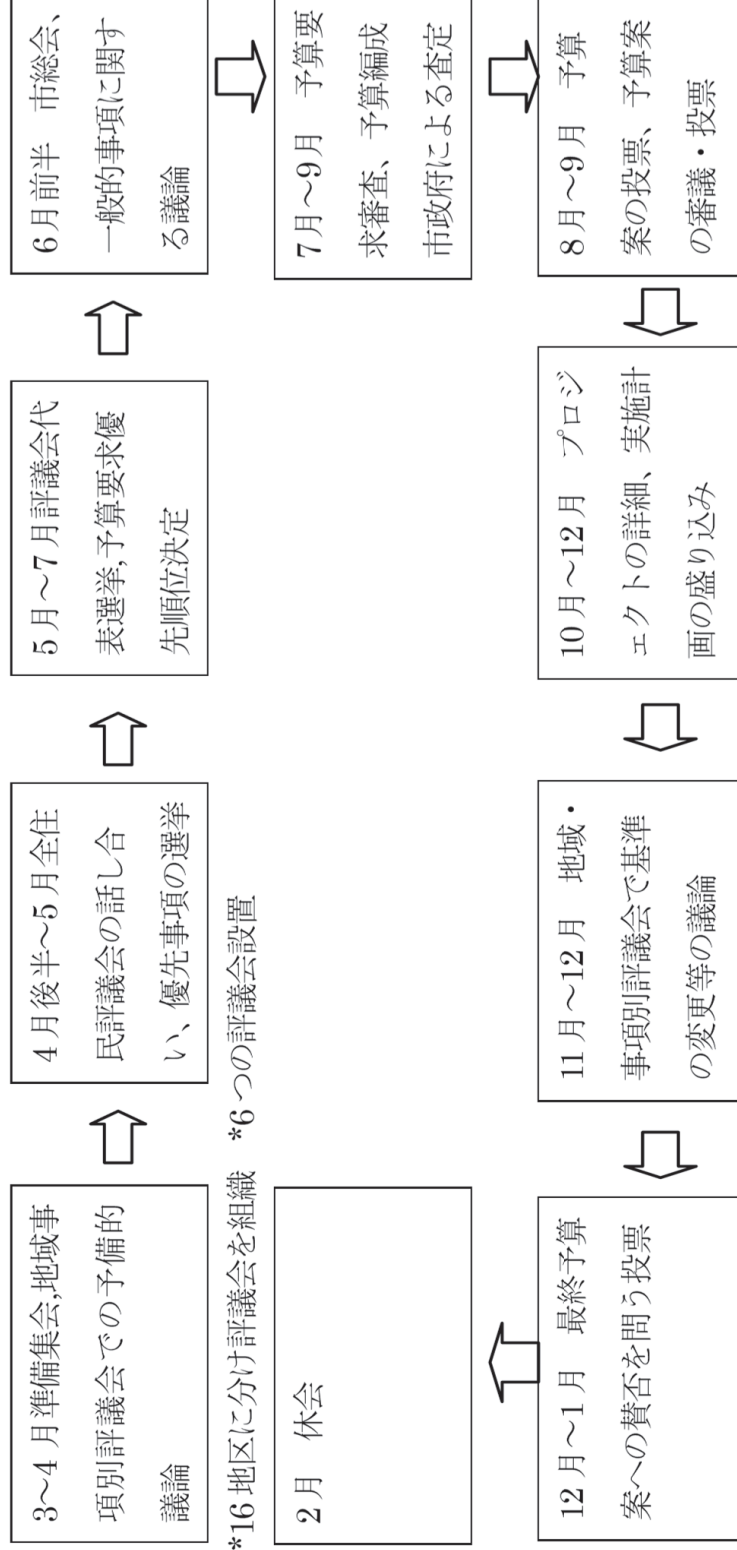 3～4 月準備集会,地域事
項別評議会での予備的
議論
4 月後半～5 月全住
民評議会の話し合
い、優先事項の選挙
5 月～7 月評議会代
表選挙,予算要求優
先順位決定
6 月前半　市総会、
一般的事項に関す
る議論
*16 地区に分け評議会を組織　*6 つの評議会設置
7 月～9 月　予算要
求審査、予算編成
市政府による査定
8 月～9 月　予算
案の投票、予算案
の審議・投票
10 月～12 月　プロジ
ェクトの詳細、実施計
画の盛り込み
11 月～12 月　地域・
事項別評議会で基準
の変更等の議論
12 月～1 月　最終予算
案への賛否を問う投票
2 月　休会